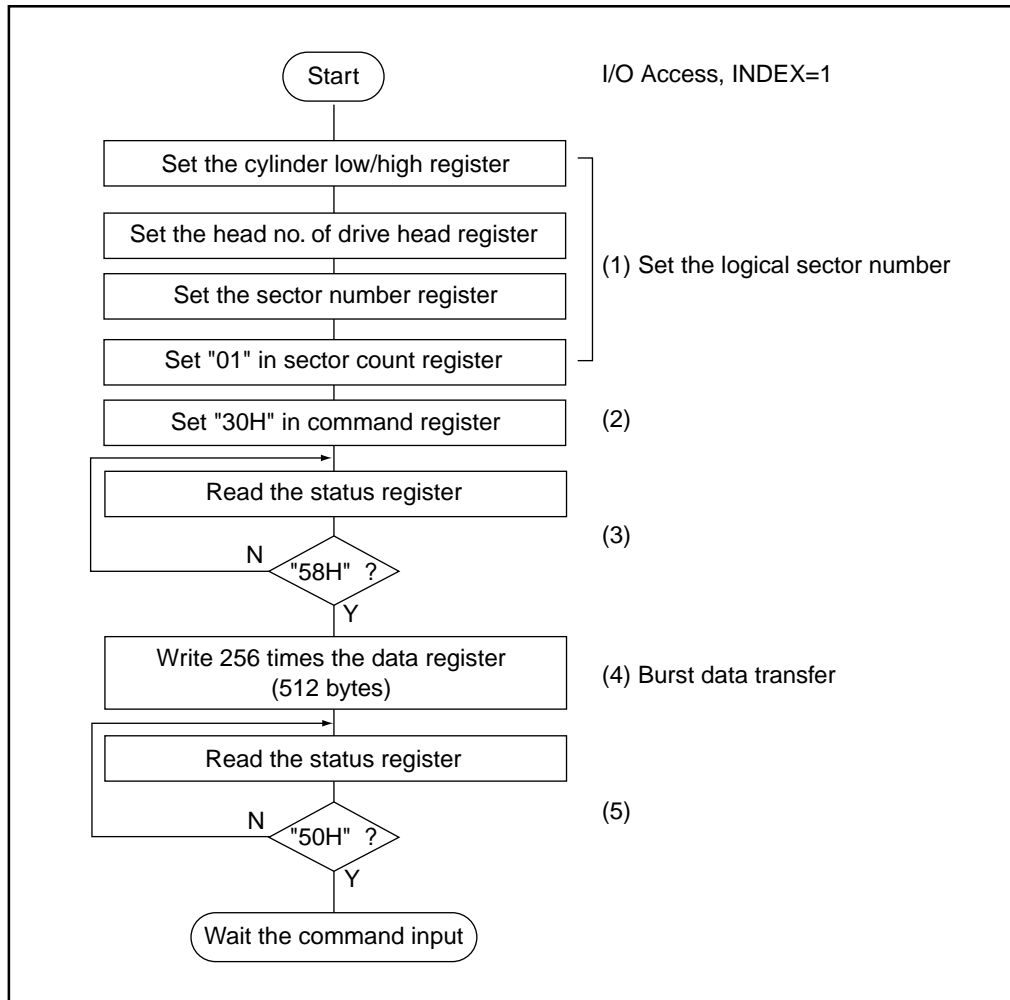 Start
I/O Access, INDEX=1
Set the cylinder low/high register
Set the head no. of drive head register
(1) Set the logical sector number
Set the sector number register
Set "01" in sector count register
Set "30H" in command register
(2)
Read the status register
(3)
N
"58H" ?
Y
Write 256 times the data register
(512 bytes)
(4) Burst data transfer
Read the status register
(5)
N
"50H" ?
Y
Wait the command input